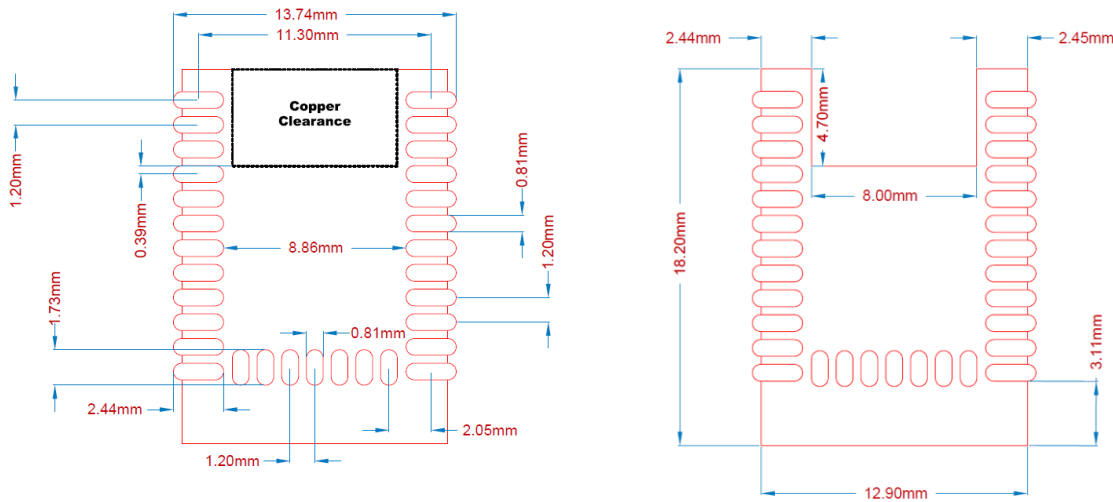 13.74mm
11.30mm
Copper
Clearance
1.20mm
0.39mm
0.81mm
8.86mm
1.20mm
1.73mm
0.81mm
2.44mm
2.05mm
1.20mm
2.44mm
2.45mm
4.70mm
8.00mm
18.20mm
3.11mm
12.90mm